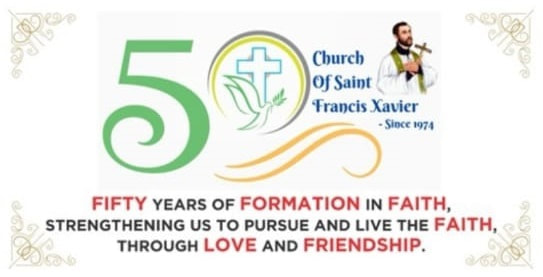 50
Church
Of Saint
Francis Xavier
- Since 1974
FIFTY YEARS OF FORMATION IN FAITH,
STRENGTHENING US TO PURSUE AND LIVE THE FAITH,
THROUGH LOVE AND FRIENDSHIP.